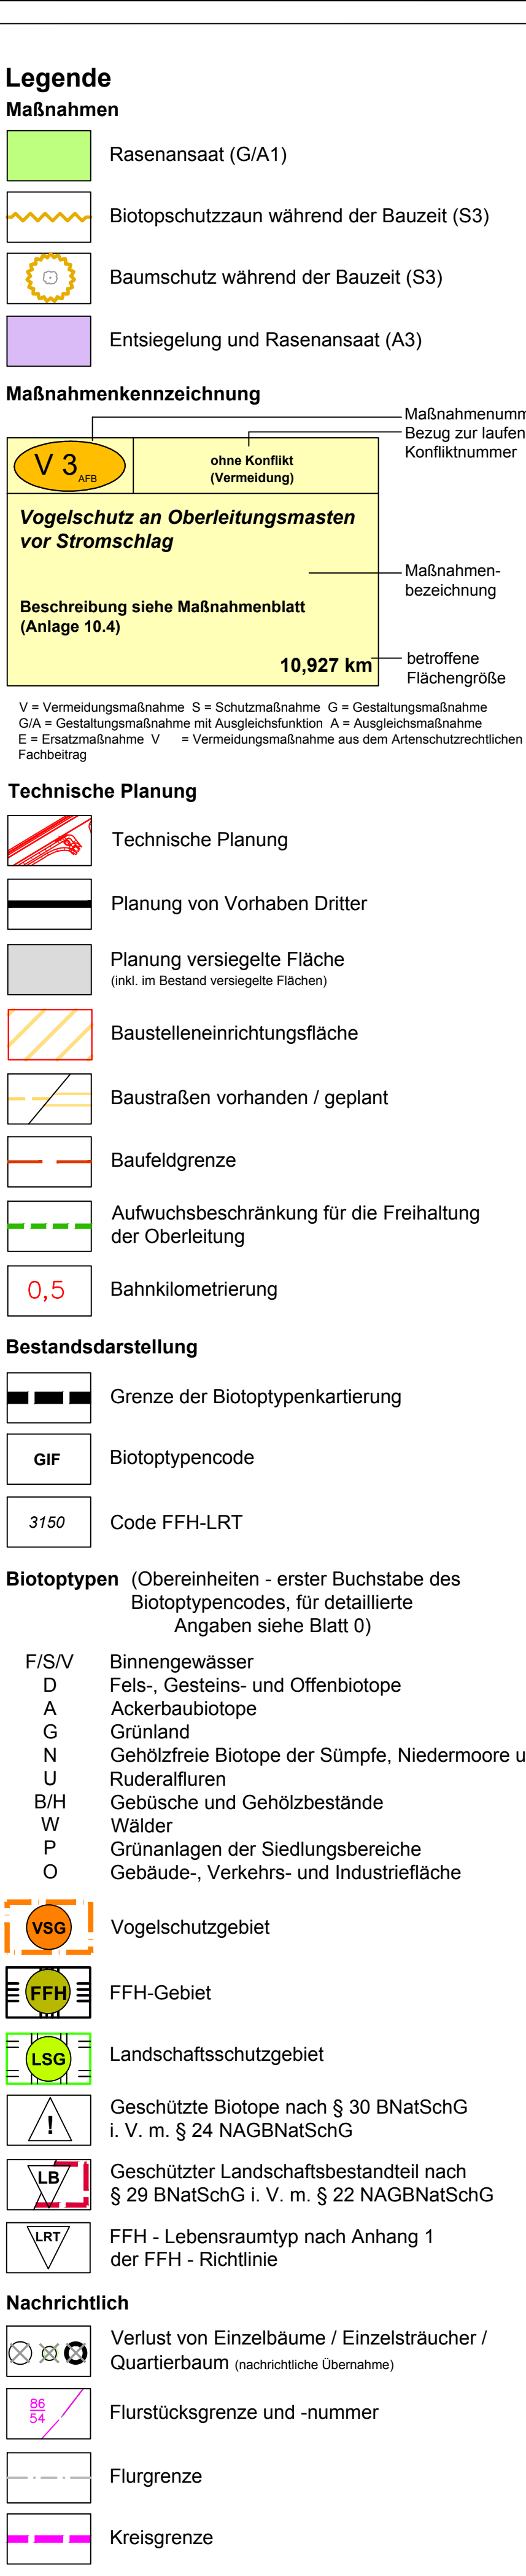 Legende
Maßnahmen
Rasenansaat (G/A1)
Biotopschutzzaun während der Bauzeit (S3)
Baumschutz während der Bauzeit (S3)
Entsiegelung und Rasenansaat (A3)
Maßnahmenkennzeichnung
Maßnahmenumm
Bezug zur laufen
Konfliktnummer
V 3 AFB
ohne Konflikt
(Vermeidung)
Vogelschutz an Oberleitungsmasten
vor Stromschlag
Maßnahmen-
bezeichnung
Beschreibung siehe Maßnahmenblatt
(Anlage 10.4)
10,927 km
betroffene
Flächengröße
V = Vermeidungsmaßnahme S = Schutzmaßnahme G = Gestaltungsmaßnahme
G/A = Gestaltungsmaßnahme mit Ausgleichsfunktion A = Ausgleichsmaßnahme
E = Ersatzmaßnahme V = Vermeidungsmaßnahme aus dem Artenschutzrechtlichen
Fachbeitrag
Technische Planung
Technische Planung
Planung von Vorhaben Dritter
Planung versiegelte Fläche
(inkl. im Bestand versiegelte Flächen)
Baustelleneinrichtungsfläche
Baustraßen vorhanden / geplant
Baufeldgrenze
Aufwuchsbeschränkung für die Freihaltung
der Oberleitung
0,5 Bahnkilometrierung
Bestandsdarstellung
Grenze der Biotoptypenkartierung
GIF Biotoptypencode
3150 Code FFH-LRT
Biotoptypen (Obereinheiten - erster Buchstabe des
Biotoptypencodes, für detaillierte
Angaben siehe Blatt 0)
F/S/V Binnengewässer
D Fels-, Gesteins- und Offenbiotope
A Ackerbaubiotope
G Grünland
N Gehölzfreie Biotope der Sümpfe, Niedermoore u
U Ruderalfluren
B/H Gebüsche und Gehölzbestände
W Wälder
P Grünanlagen der Siedlungsbereiche
O Gebäude-, Verkehrs- und Industriefläche
VSG Vogelschutzgebiet
FFH FFH-Gebiet
LSG Landschaftsschutzgebiet
! Geschützte Biotope nach § 30 BNatSchG
i. V. m. § 24 NAGBNatSchG
LB Geschützter Landschaftsbestandteil nach
§ 29 BNatSchG i. V. m. § 22 NAGBNatSchG
LRT FFH - Lebensraumtyp nach Anhang 1
der FFH - Richtlinie
Nachrichtlich
Verlust von Einzelbäume / Einzelsträucher /
Quartierbaum (nachrichtliche Übernahme)
86
54
Flurstücksgrenze und -nummer
Flurgrenze
Kreisgrenze